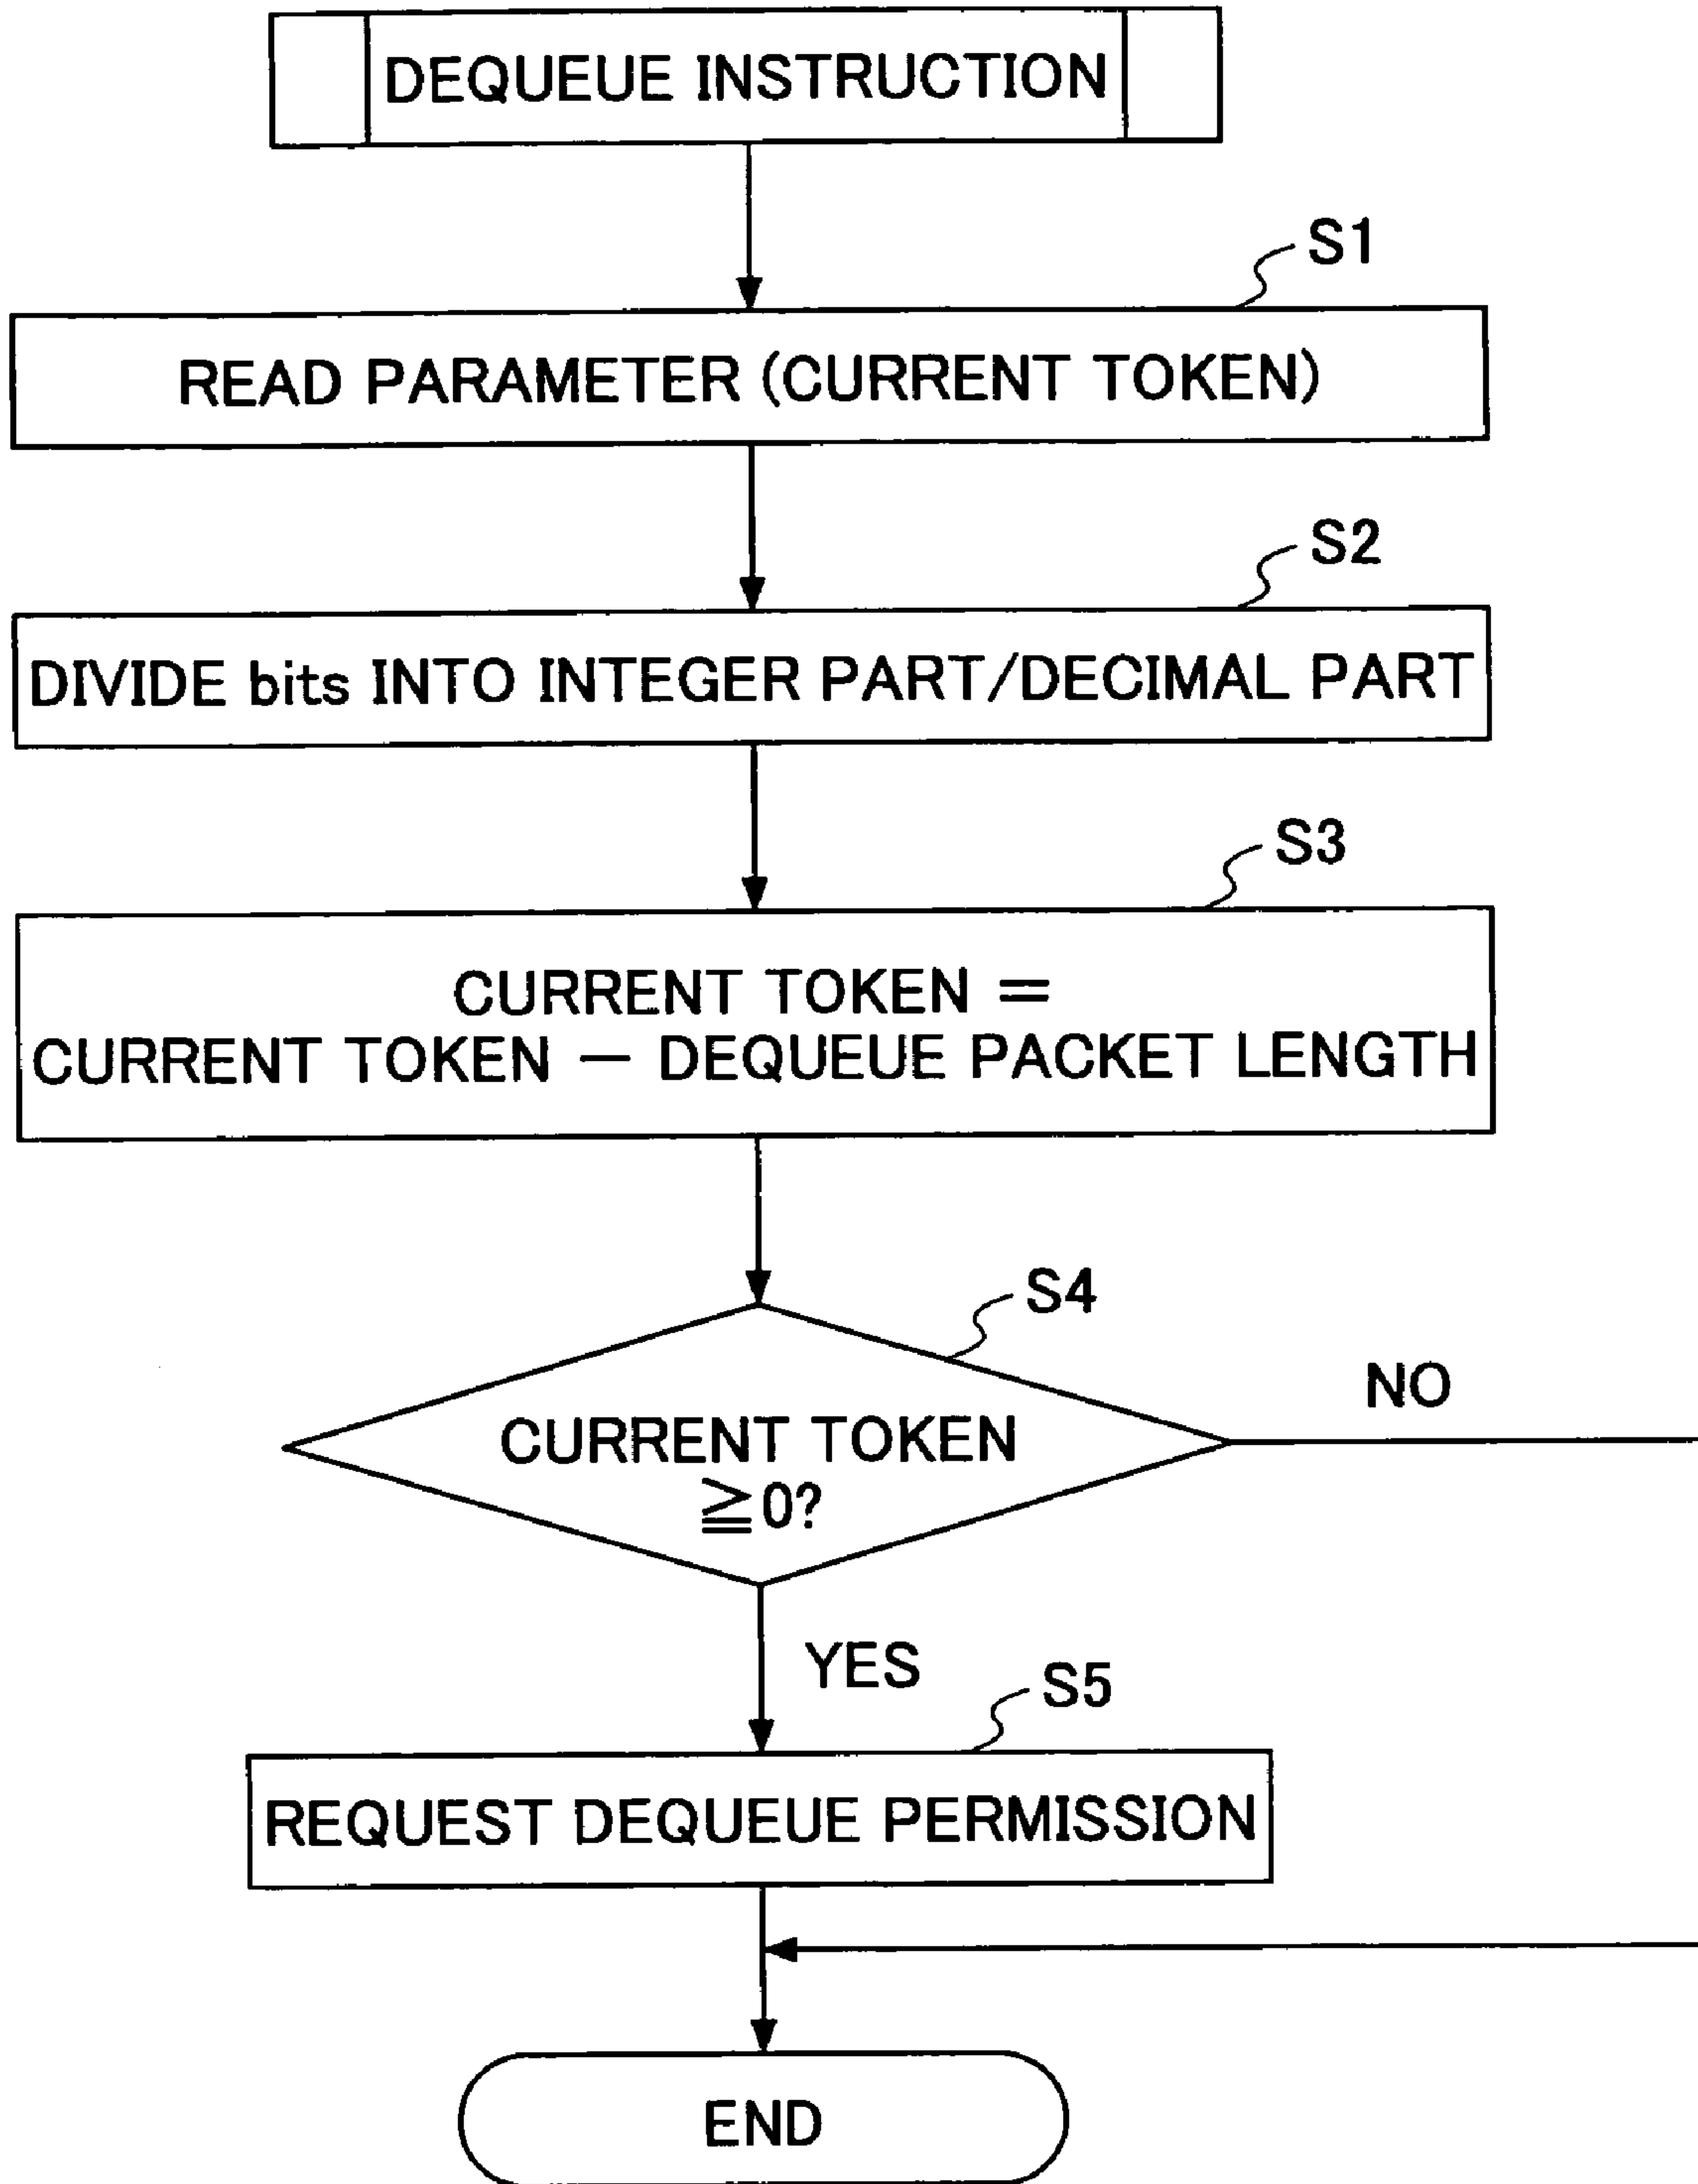 DEQUEUE INSTRUCTION
S1
READ PARAMETER (CURRENT TOKEN)
S2
DIVIDE bits INTO INTEGER PART/DECIMAL PART
S3
CURRENT TOKEN =
CURRENT TOKEN — DEQUEUE PACKET LENGTH
S4
NO
CURRENT TOKEN
≧0?
YES
S5
REQUEST DEQUEUE PERMISSION
END